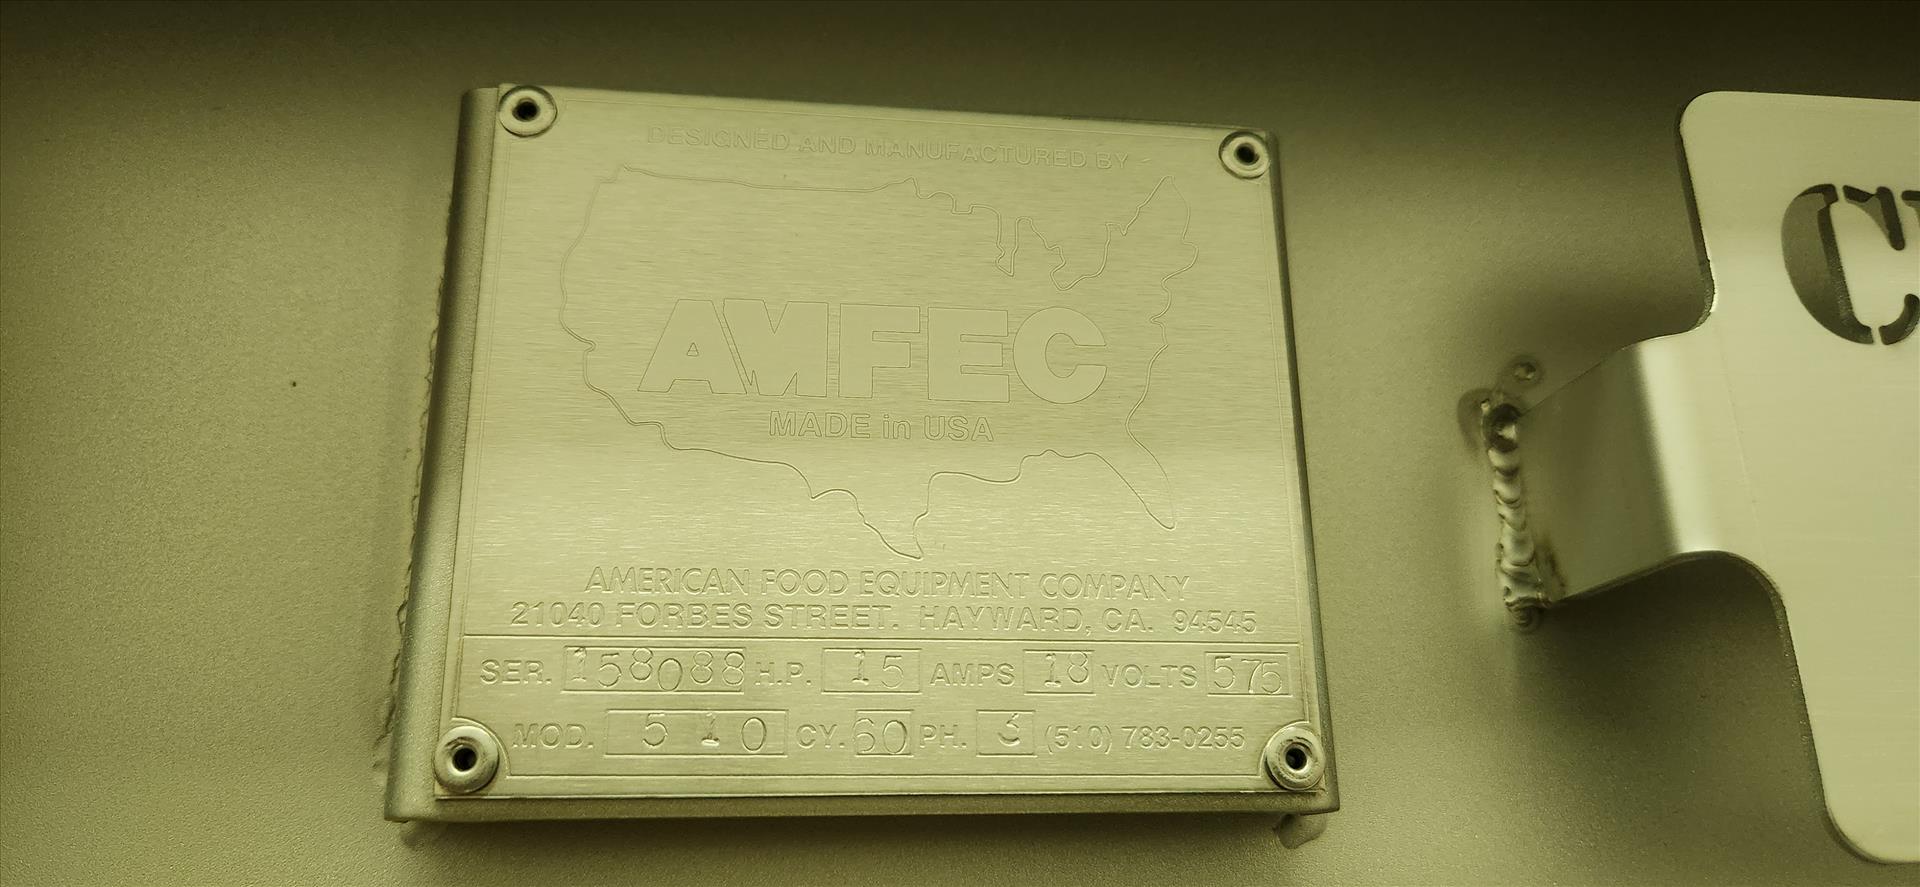 DESIGNED AND MANUFACTURED BY
AMFEC
MADE in USA
AMERICAN FOOD EQUIPMENT COMPANY
21040 FORBES STREET. HAYWARD, CA. 94545
SER. 158088 H.P. 15 AMPS 18 VOLTS 575
MOD. 510 CY. 60 PH. 3 (510) 783-0255